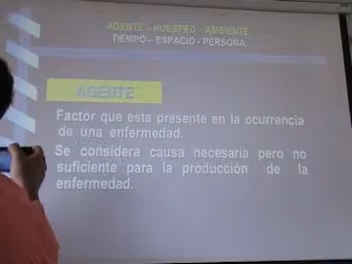 AGENTE - HUESPED - AMBIENTE
TIEMPO - ESPACIO - PERSONA
AGENTE
Factor que esta presente en la ocurrencia
de una enfermedad.
Se considera causa necesaria pero no
suficiente para la producción de la
enfermedad.